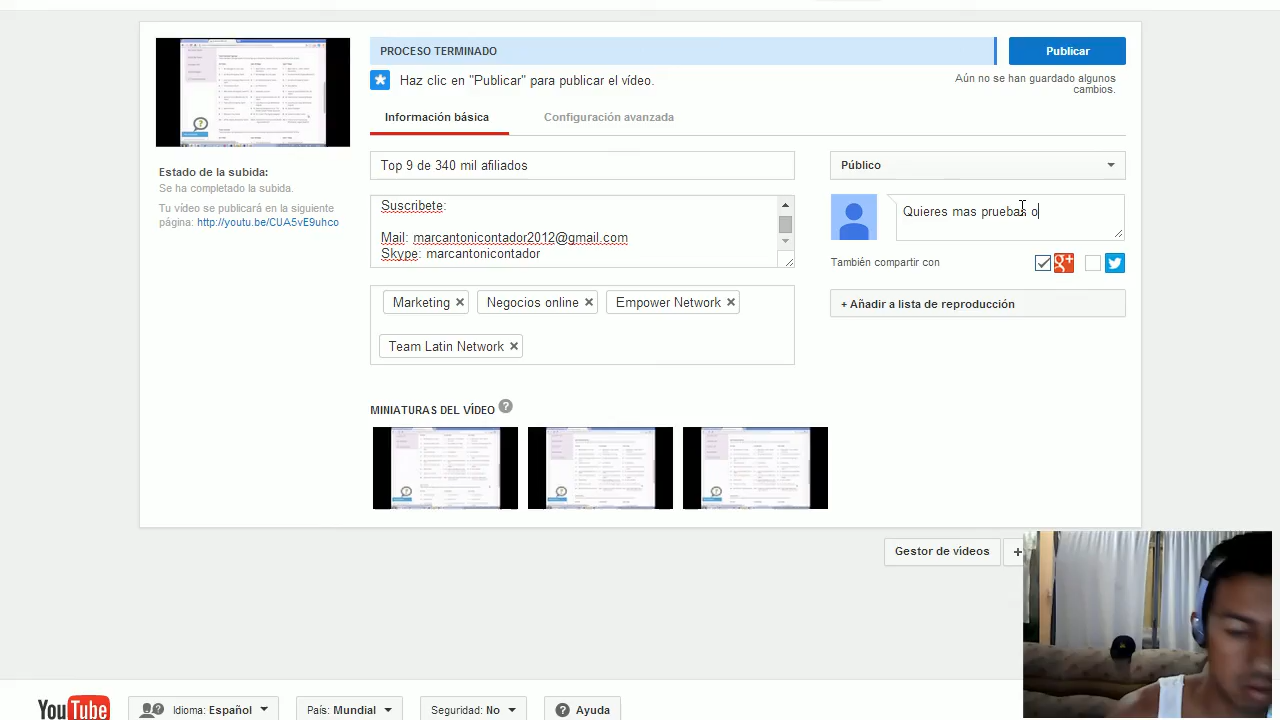 PROCESO TERMINADO
Publicar
Haz clic en "Publicar" para publicar el v
Aún no se han guardado algunos
cambios.
Información básica
Configuración avanzada
Estado de la subida:
Se ha completado la subida.
Tu vídeo se publicará en la siguiente
página: http://youtu.be/CUA5vE9uhco
Top 9 de 340 mil afiliados
Suscribete:
Mail: marcantonicontador2012@gmail.com
Skype: marcantonicontador
Marketing
Negocios online
Empower Network
Team Latin Network
Público
Quieres mas pruebas o
También compartir con
+ Añadir a lista de reproducción
MINIATURAS DEL VÍDEO
Gestor de vídeos
+
YouTube
Idioma: Español
País: Mundial
Seguridad: No
Ayuda